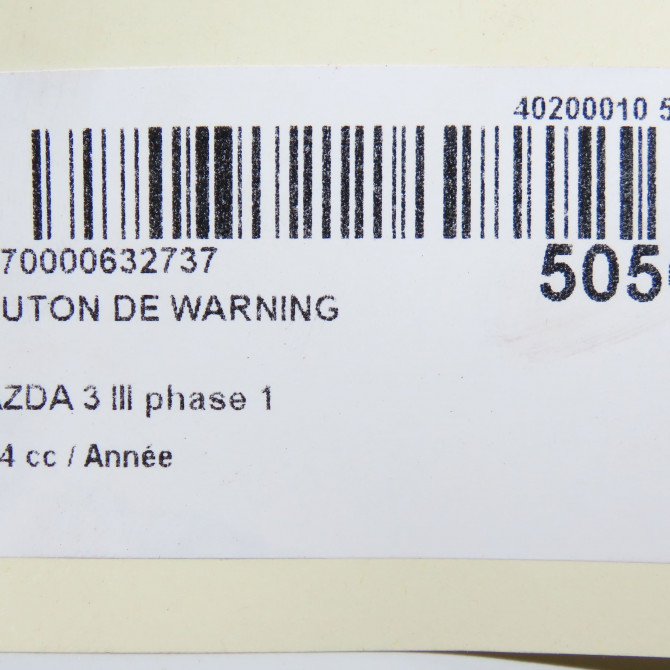 40200010 5
70000632737
505
UTON DE WARNING
ZDA 3 III phase 1
4 cc / Année